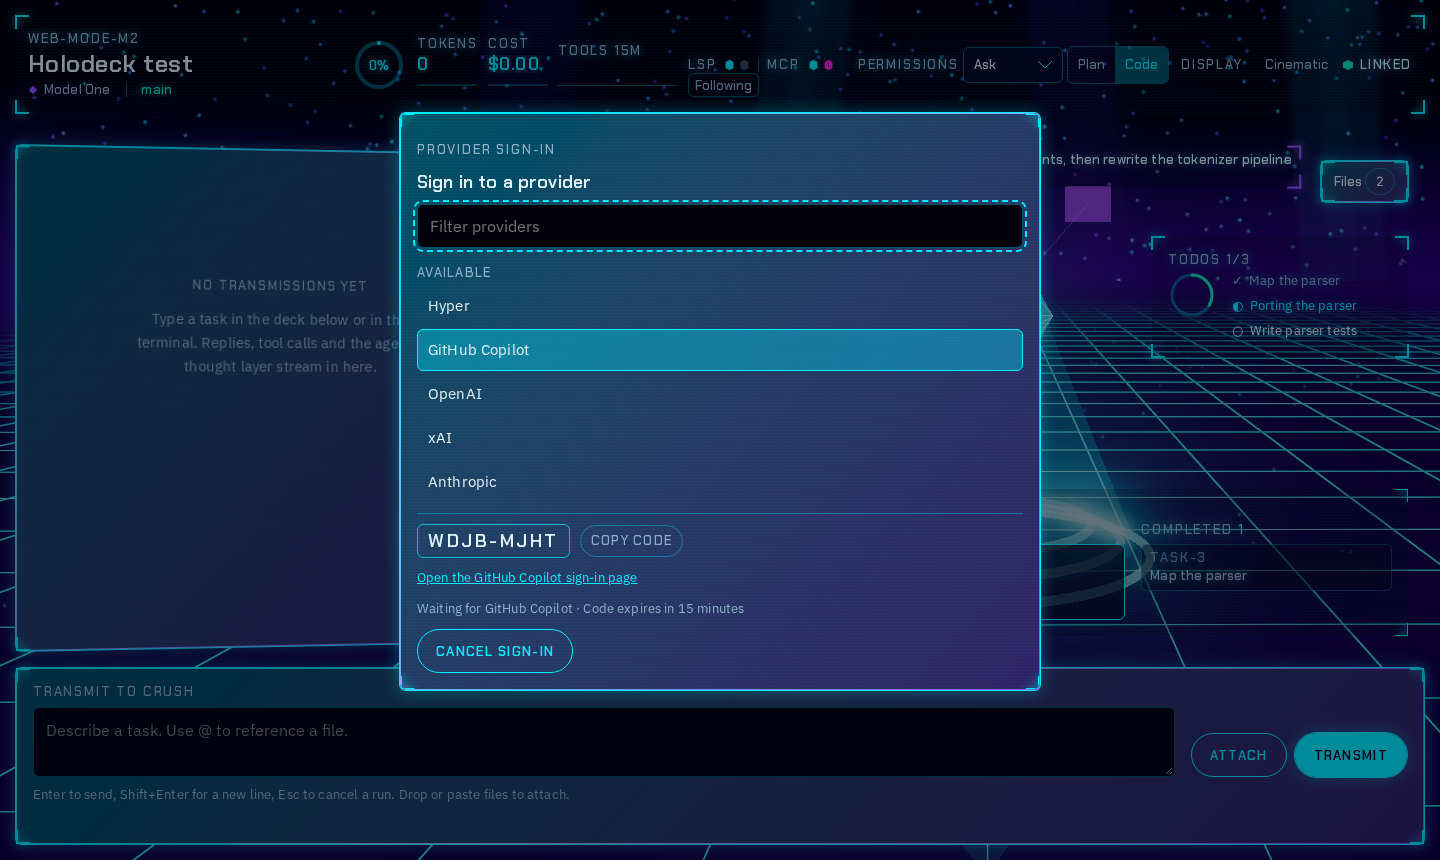 WEB-MODE-M2
Holodeck test
Model One
main
0%
TOKENS
0
COST
$0.00
TOOLS 15M
LSP
MCP
Following
PERMISSIONS
Ask
Plan
Code
DISPLAY
Cinematic
LINKED
NO TRANSMISSIONS YET
Type a task in the deck below or in th
terminal. Replies, tool calls and the age
thought layer stream in here.
PROVIDER SIGN-IN
Sign in to a provider
Filter providers
AVAILABLE
Hyper
GitHub Copilot
OpenAI
xAI
Anthropic
WDJB-MJHT
COPY CODE
Open the GitHub Copilot sign-in page
Waiting for GitHub Copilot · Code expires in 15 minutes
CANCEL SIGN-IN
nts, then rewrite the tokenizer pipeline
Files 2
TODOS 1/3
✓ Map the parser
◐ Porting the parser
○ Write parser tests
COMPLETED 1
TASK-3
Map the parser
TRANSMIT TO CRUSH
Describe a task. Use @ to reference a file.
ATTACH
TRANSMIT
Enter to send, Shift+Enter for a new line, Esc to cancel a run. Drop or paste files to attach.